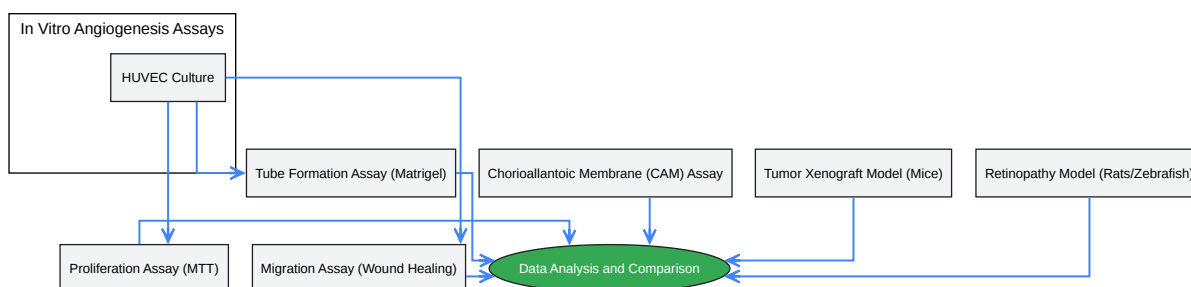 In Vitro Angiogenesis Assays
HUVEC Culture
Tube Formation Assay (Matrigel)
Chorioallantoic Membrane (CAM) Assay
Tumor Xenograft Model (Mice)
Retinopathy Model (Rats/Zebrafish)
Proliferation Assay (MTT)
Migration Assay (Wound Healing)
Data Analysis and Comparison